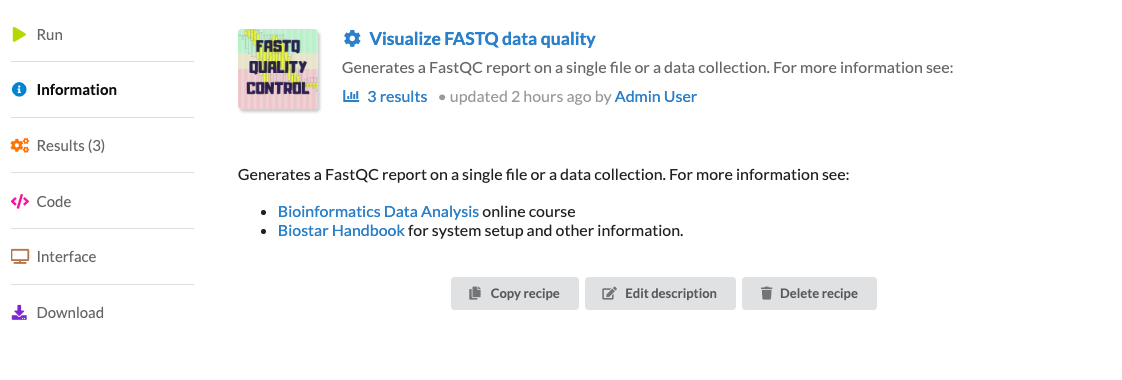 Run
Information
Results (3)
Code
Interface
Download
FASTQ
QUALITY
CONTROL
Visualize FASTQ data quality
Generates a FastQC report on a single file or a data collection. For more information see:
3 results • updated 2 hours ago by Admin User
Generates a FastQC report on a single file or a data collection. For more information see:
• Bioinformatics Data Analysis online course
• Biostar Handbook for system setup and other information.
Copy recipe
Edit description
Delete recipe